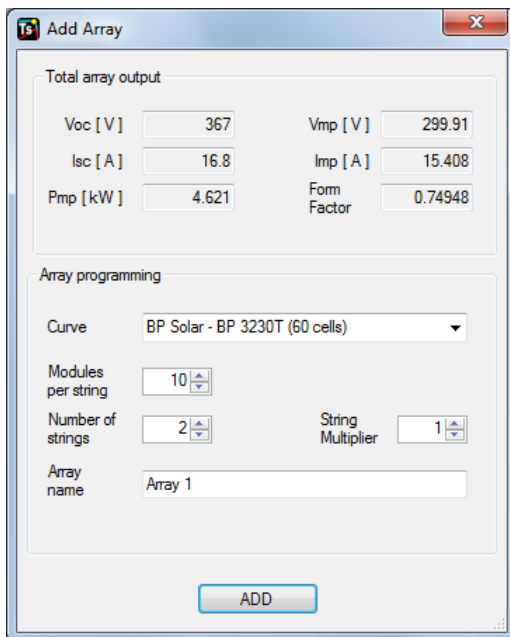 TS Add Array
Total array output
Voc [ V ] 367 Vmp [ V ] 299.91
Isc [ A ] 16.8 Imp [ A ] 15.408
Pmp [ kW ] 4.621 Form Factor 0.74948
Array programming
Curve BP Solar - BP 3230T (60 cells)
Modules per string 10
Number of strings 2 String Multiplier 1
Array name Array 1
ADD